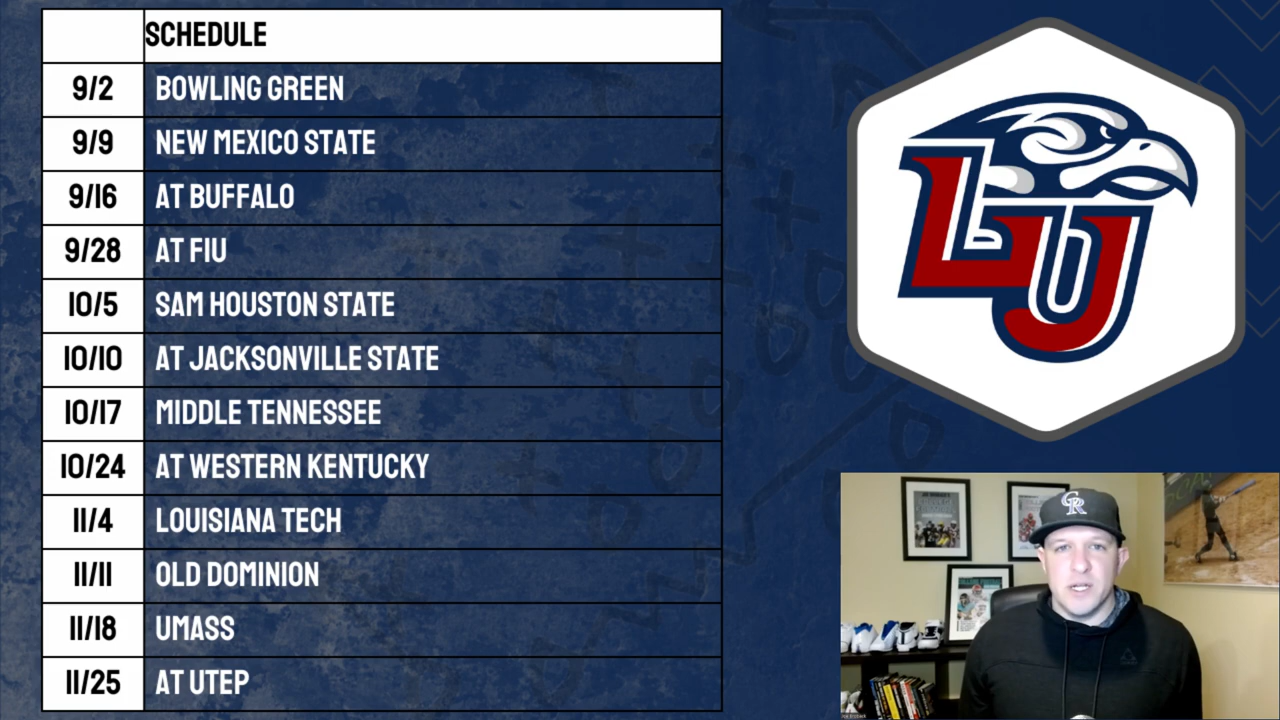 SCHEDULE
9/2 BOWLING GREEN
9/9 NEW MEXICO STATE
9/16 AT BUFFALO
9/28 AT FIU
10/5 SAM HOUSTON STATE
10/10 AT JACKSONVILLE STATE
10/17 MIDDLE TENNESSEE
10/24 AT WESTERN KENTUCKY
11/4 LOUISIANA TECH
11/11 OLD DOMINION
11/18 UMASS
11/25 AT UTEP
LU
CR